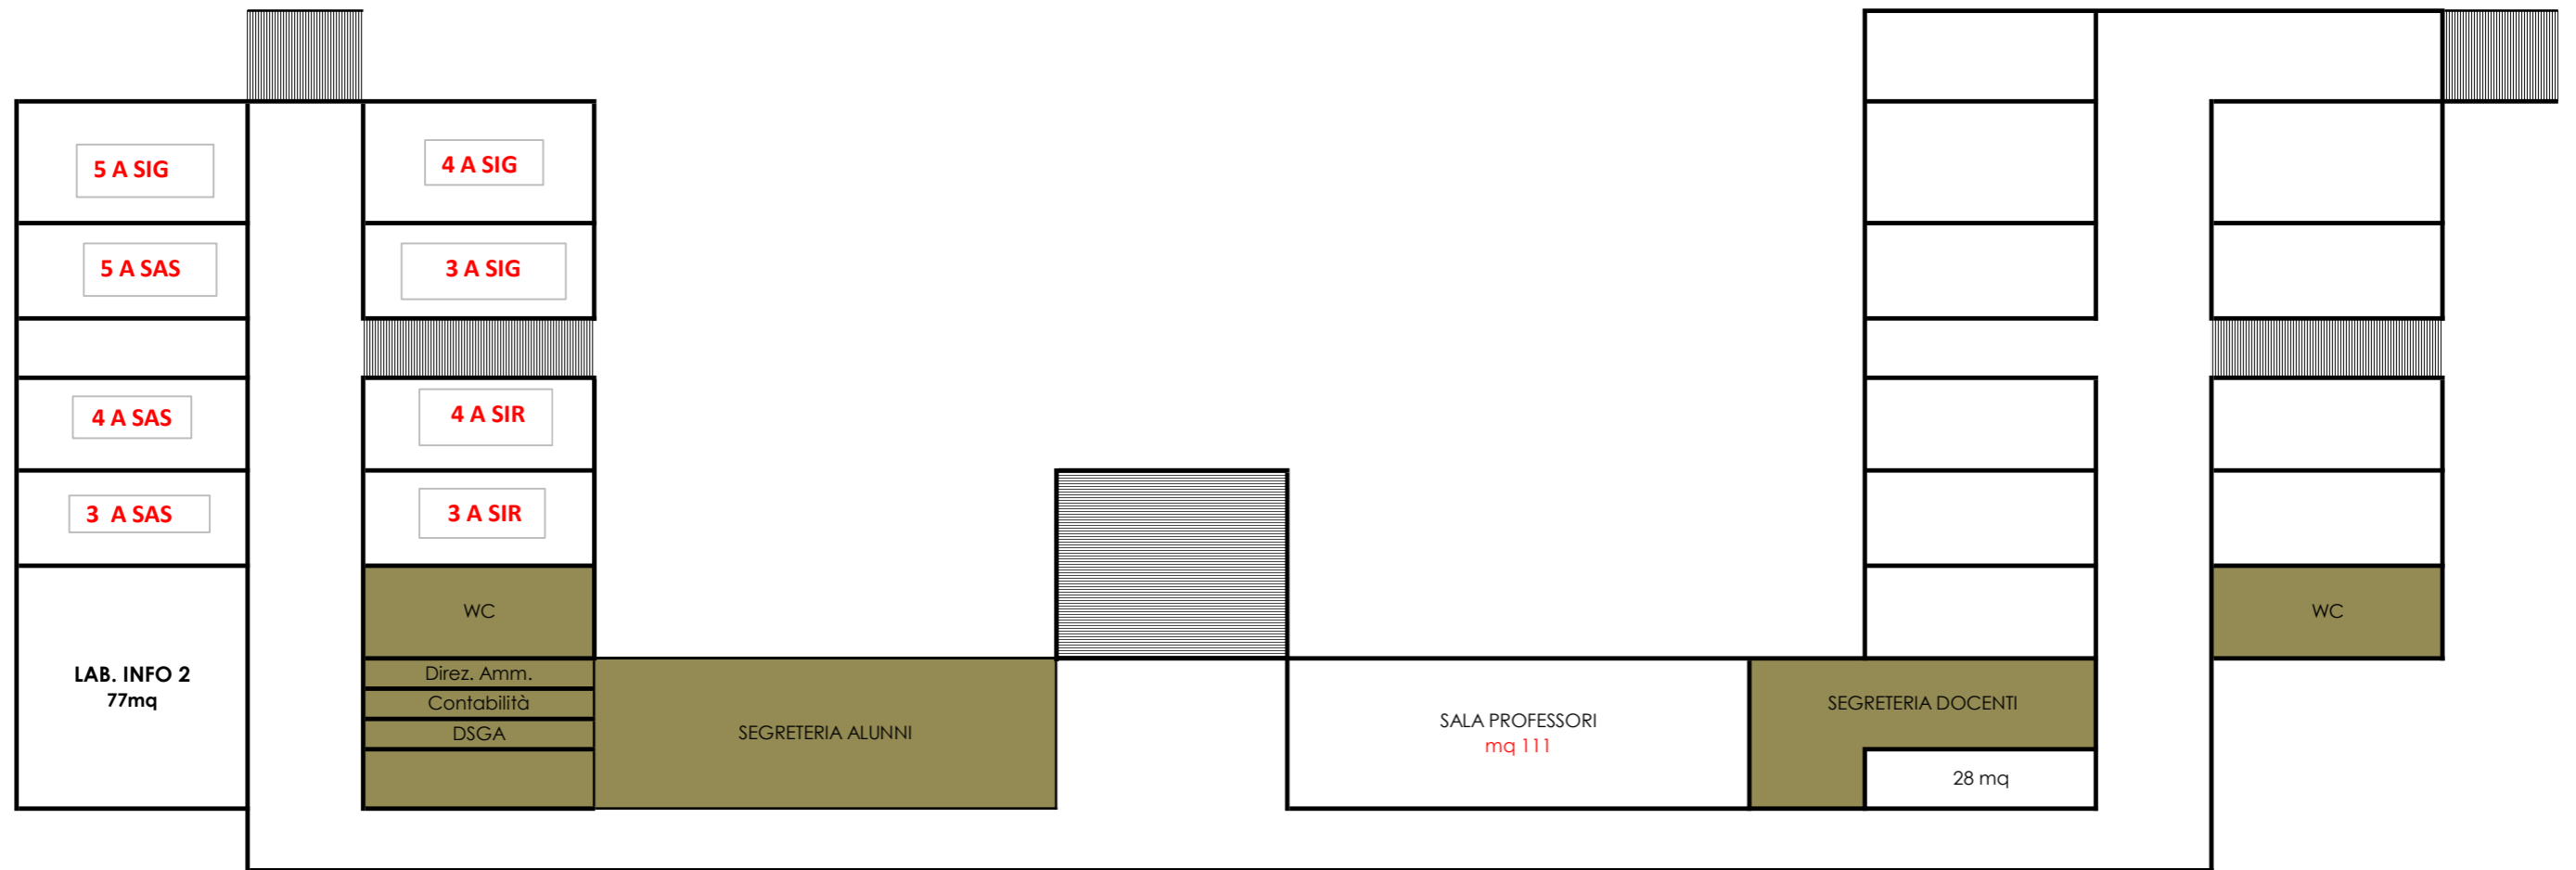 5 A SIG
4 A SIG
5 A SAS
3 A SIG
4 A SAS
4 A SIR
3 A SAS
3 A SIR
WC
WC
LAB. INFO 2
77mq
Direz. Amm.
Contabilità
DSGA
SEGRETERIA ALUNNI
SALA PROFESSORI
mq 111
SEGRETERIA DOCENTI
28 mq